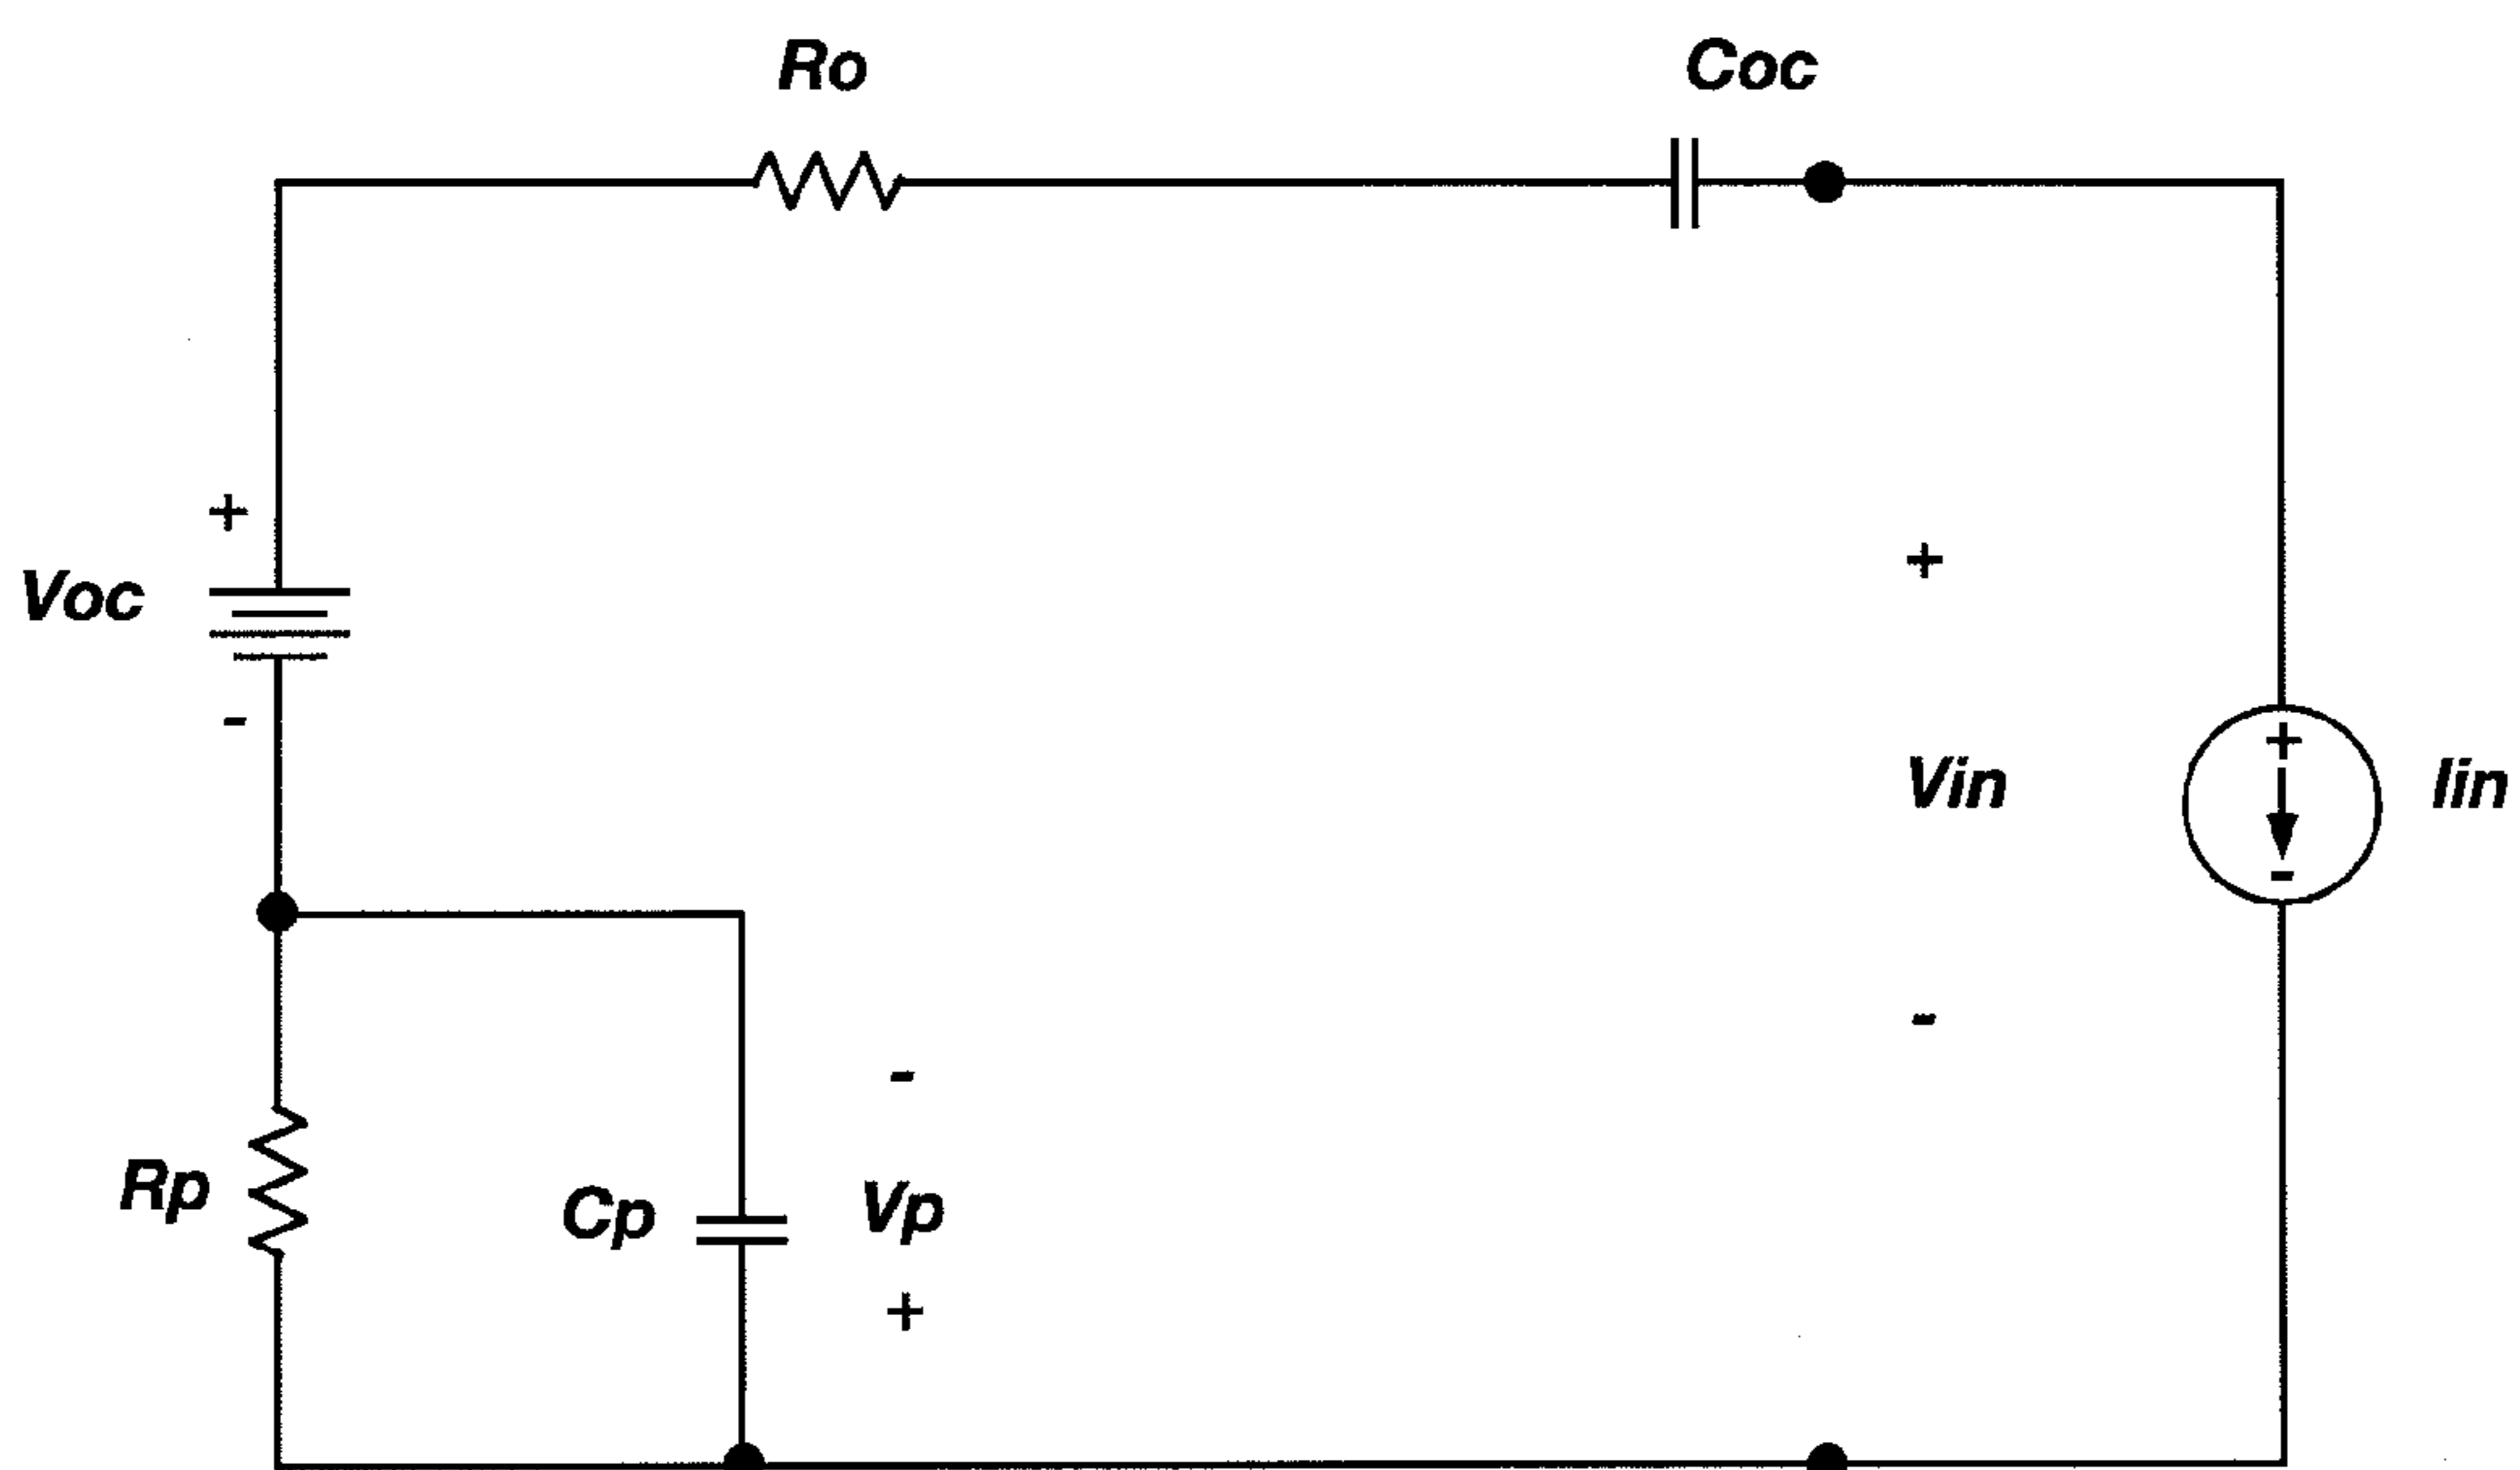 Ro
Coc
+
Voc
-
+
Vin
-
+
-
Iin
Rp
Cp
-
Vp
+